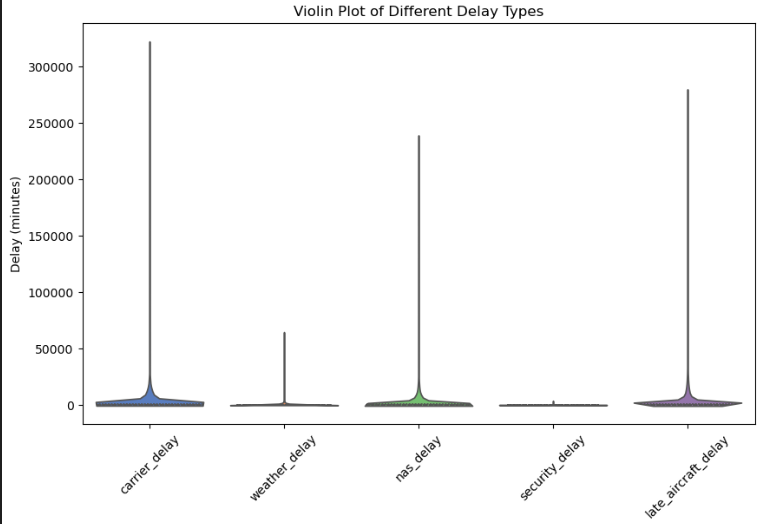 Violin Plot of Different Delay Types
Delay (minutes)
300000
250000
200000
150000
100000
50000
0
carrier_delay
weather_delay
nas_delay
security_delay
late_aircraft_delay